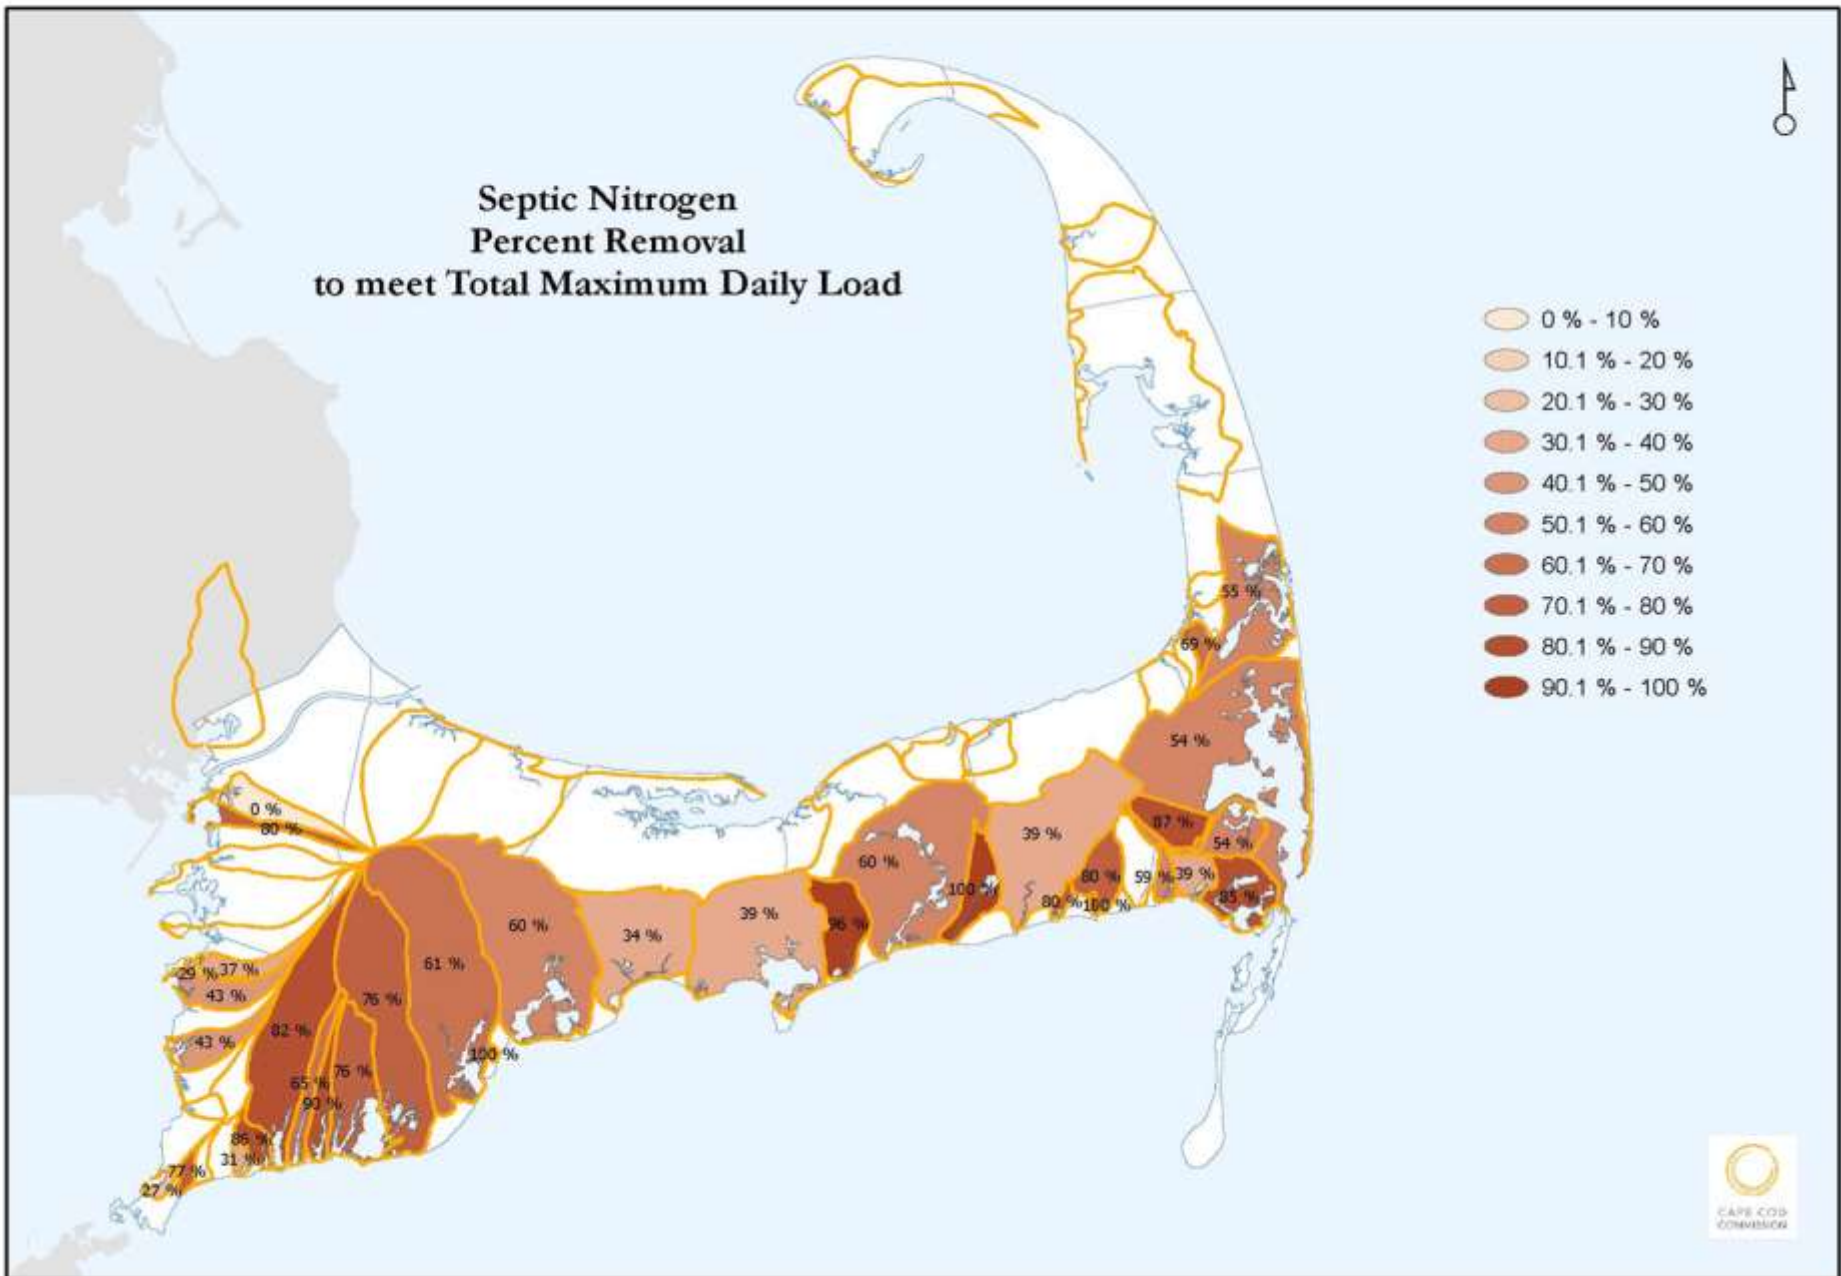 Septic Nitrogen
Percent Removal
to meet Total Maximum Daily Load
0 % - 10 %
10.1 % - 20 %
20.1 % - 30 %
30.1 % - 40 %
40.1 % - 50 %
50.1 % - 60 %
60.1 % - 70 %
70.1 % - 80 %
80.1 % - 90 %
90.1 % - 100 %
55 %
69 %
54 %
0 %
80 %
87 %
39 %
54 %
60 %
80 %
59 %
39 %
100 %
85 %
80 %
100 %
39 %
96 %
60 %
34 %
61 %
29 %
37 %
43 %
76 %
82 %
43 %
100 %
76 %
65 %
90 %
86 %
31 %
77 %
27 %
CAPE COD
COMMISSION